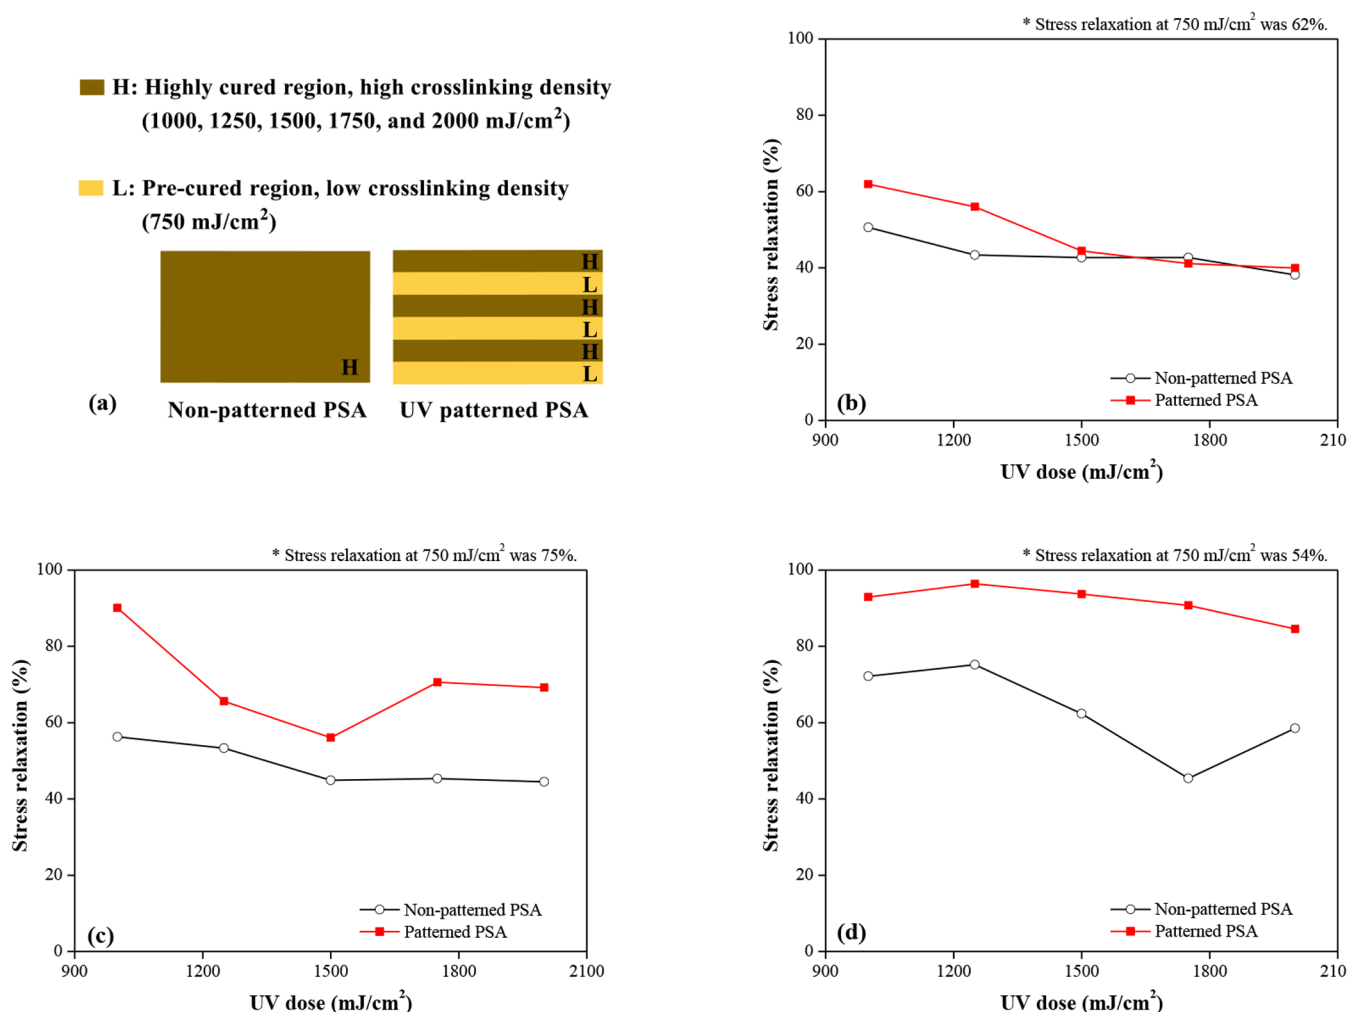 H: Highly cured region, high crosslinking density
(1000, 1250, 1500, 1750, and 2000 mJ/cm²)
L: Pre-cured region, low crosslinking density
(750 mJ/cm²)
H
H
L
H
L
H
L
(a)
Non-patterned PSA
UV patterned PSA
* Stress relaxation at 750 mJ/cm² was 62%.
100
80
60
40
20
0
Stress relaxation (%)
Non-patterned PSA
Patterned PSA
(b)
900
1200
1500
1800
210
UV dose (mJ/cm²)
* Stress relaxation at 750 mJ/cm² was 75%.
100
80
60
40
20
0
Stress relaxation (%)
Non-patterned PSA
Patterned PSA
(c)
900
1200
1500
1800
2100
UV dose (mJ/cm²)
* Stress relaxation at 750 mJ/cm² was 54%.
100
80
60
40
20
0
Stress relaxation (%)
Non-patterned PSA
Patterned PSA
(d)
900
1200
1500
1800
210
UV dose (mJ/cm²)